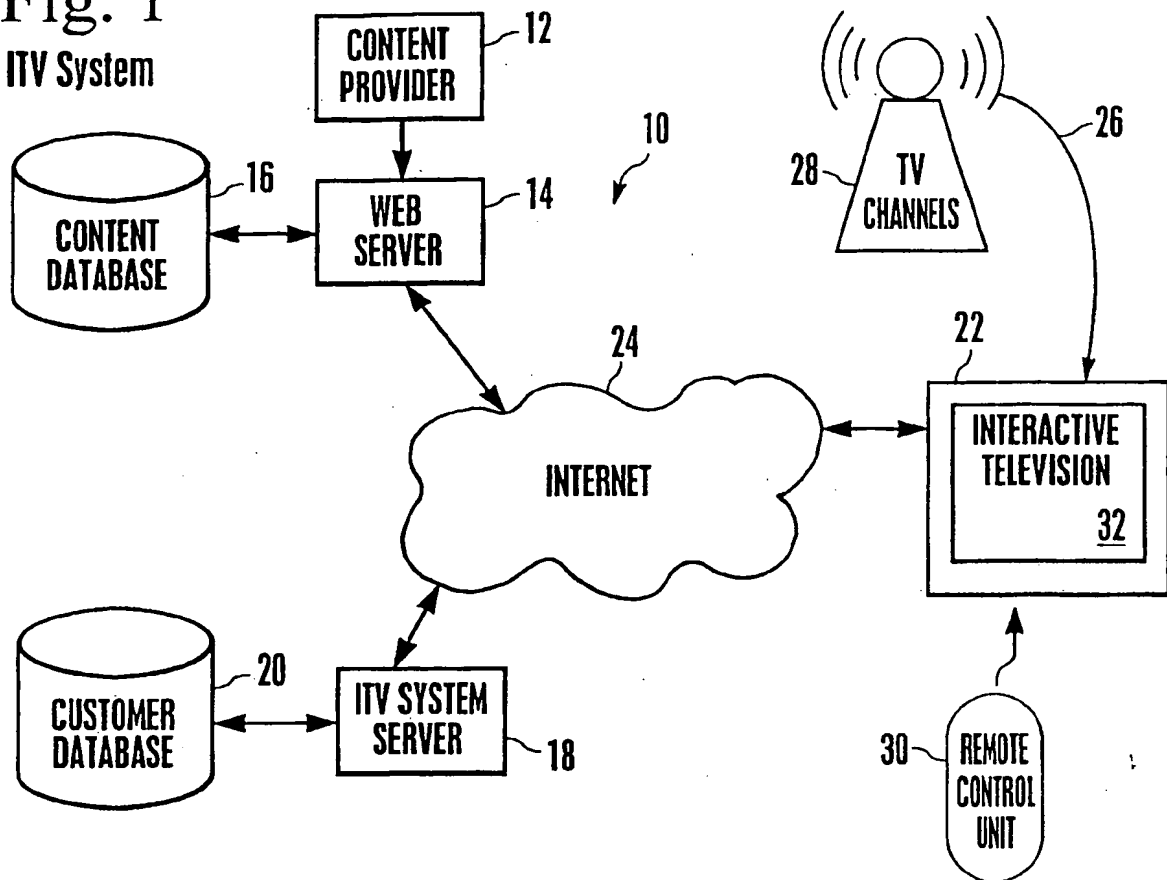 Fig. 1
ITV System
CONTENT
PROVIDER
12
10
26
16
CONTENT
DATABASE
WEB
SERVER
14
28
TV
CHANNELS
24
INTERNET
22
INTERACTIVE
TELEVISION
32
20
CUSTOMER
DATABASE
ITV SYSTEM
SERVER
18
30
REMOTE
CONTROL
UNIT